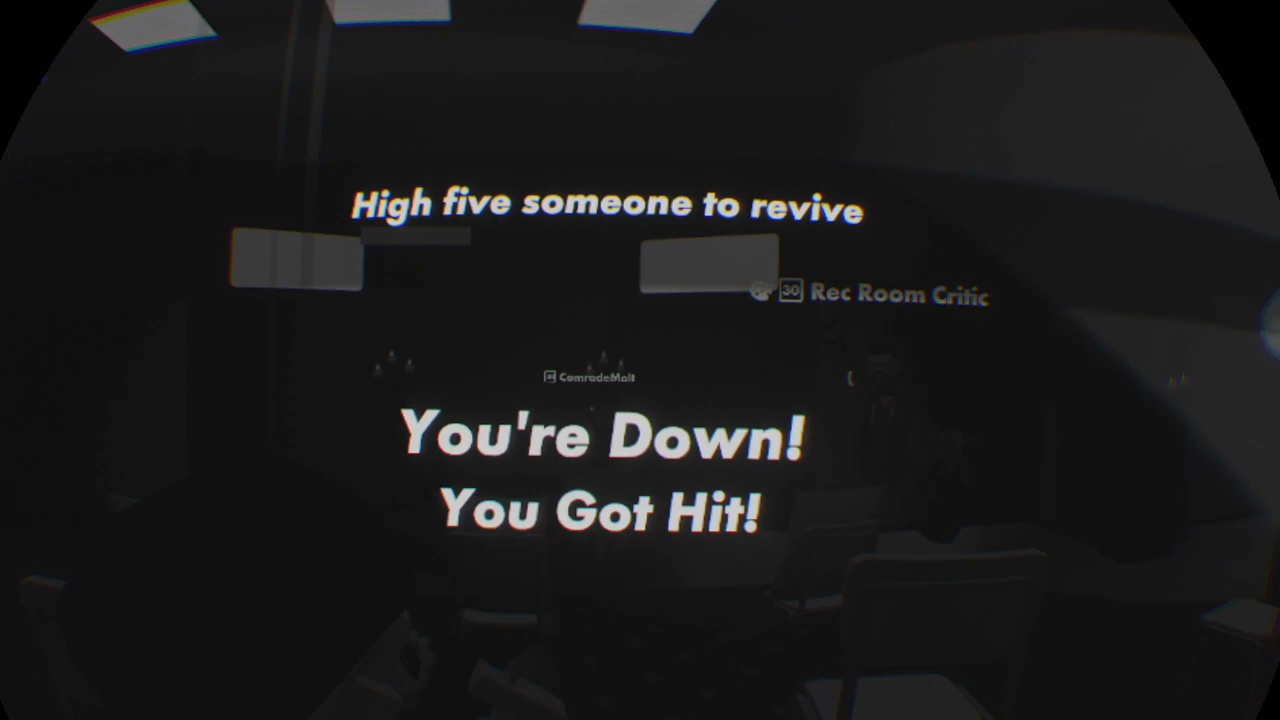 High five someone to revive
30 Rec Room Critic
ComradeMalt
You're Down!
You Got Hit!